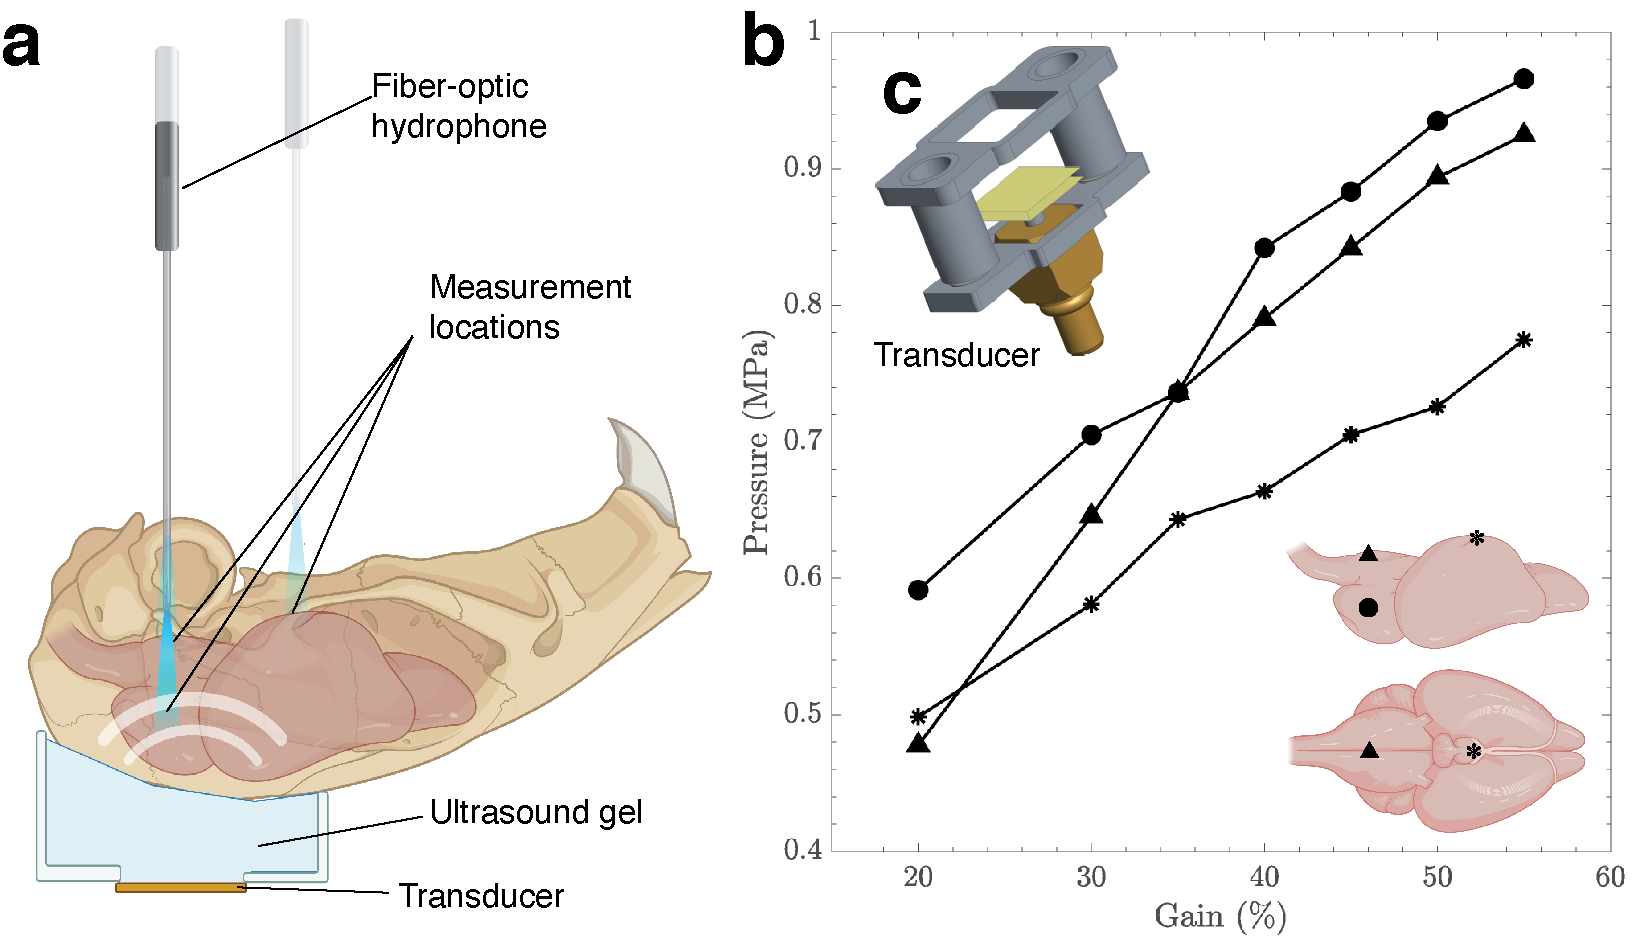 a
Fiber-optic
hydrophone
Measurement
locations
Ultrasound gel
Transducer
b
c
Transducer
Pressure (MPa)
1
0.9
0.8
0.7
0.6
0.5
0.4
20 30 40 50 60
Gain (%)